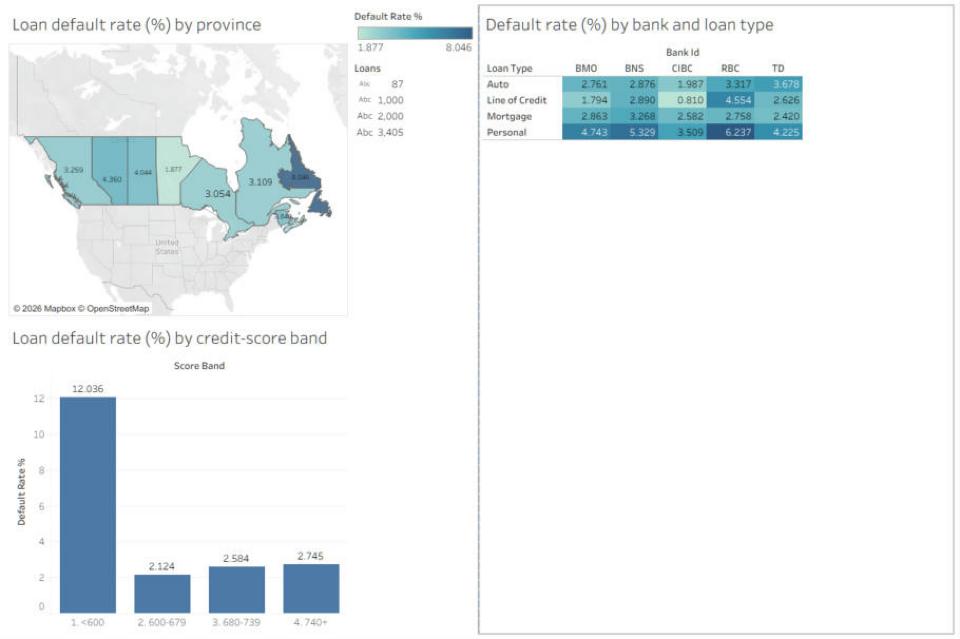 Loan default rate (%) by province
3.259
4.360
4.044
1.877
3.054
3.109
8.046
United
States
© 2026 Mapbox © OpenStreetMap
Default Rate %
1.877 8.046
Loans
Abc 87
Abc 1,000
Abc 2,000
Abc 3,405
Default rate (%) by bank and loan type
Bank Id
Loan Type BMO BNS CIBC RBC TD
Auto 2.761 2.876 1.987 3.317 3.678
Line of Credit 1.794 2.890 0.810 4.554 2.626
Mortgage 2.863 3.268 2.582 2.758 2.420
Personal 4.743 5.329 3.509 6.237 4.225
Loan default rate (%) by credit-score band
Score Band
Default Rate %
12
10
8
6
4
2
0
12.036
2.124
2.584
2.745
1. <600 2. 600-679 3. 680-739 4. 740+